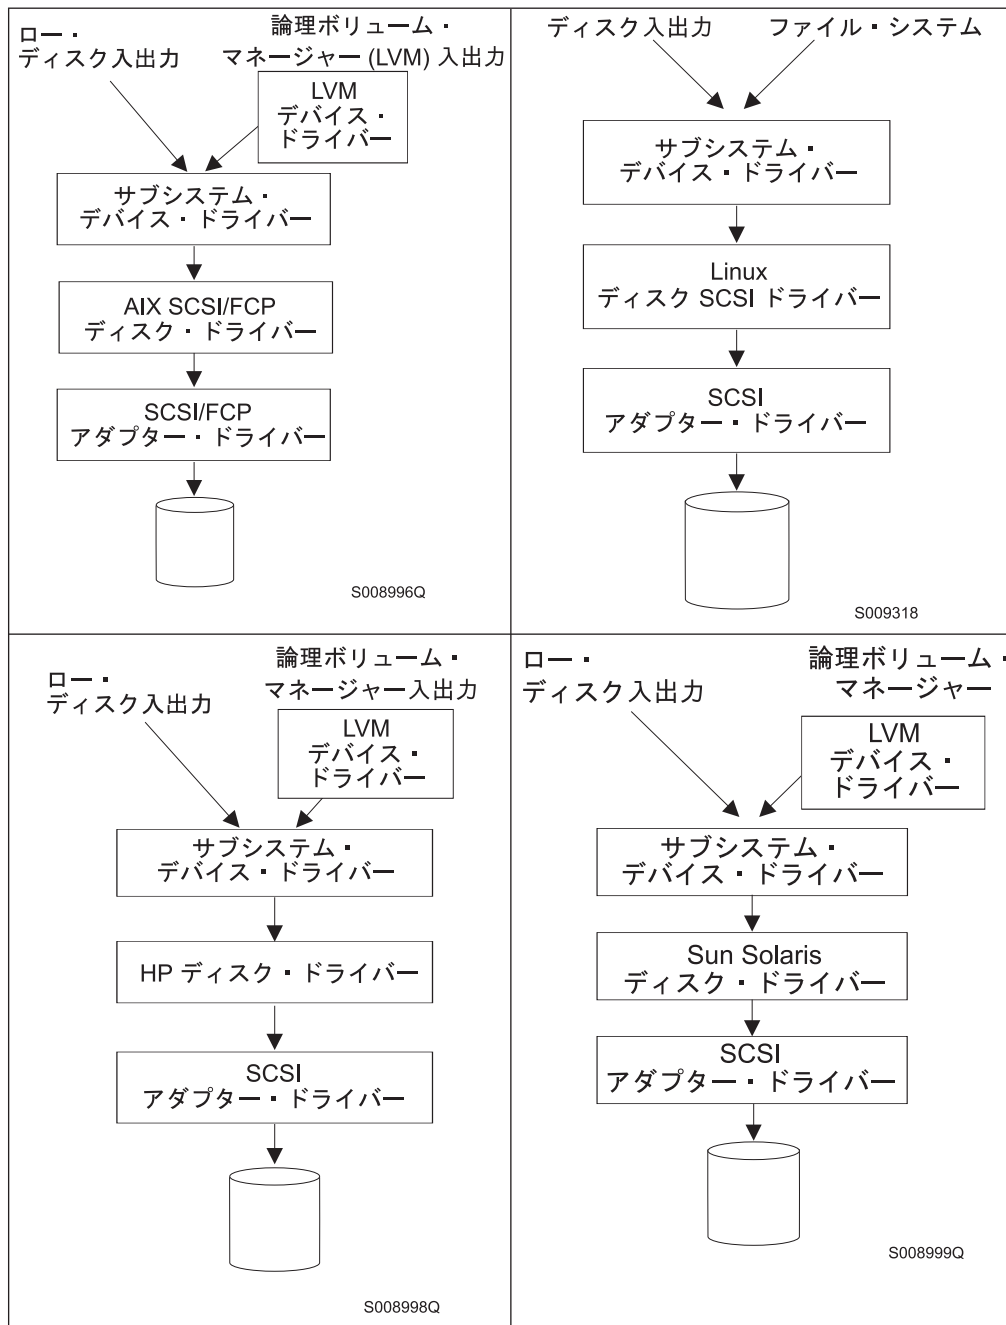 ロー・
ディスク入出力
論理ボリューム・
マネージャー (LVM) 入出力
LVM
デバイス・
ドライバー
サブシステム・
デバイス・ドライバー
AIX SCSI/FCP
ディスク・ドライバー
SCSI/FCP
アダプター・ドライバー
S008996Q
ディスク入出力
ファイル・システム
サブシステム・
デバイス・ドライバー
Linux
ディスク SCSI ドライバー
SCSI
アダプター・ドライバー
S009318
ロー・
ディスク入出力
論理ボリューム・
マネージャー入出力
LVM
デバイス・
ドライバー
サブシステム・
デバイス・ドライバー
HP ディスク・ドライバー
SCSI
アダプター・ドライバー
S008998Q
ロー・
ディスク入出力
論理ボリューム・
マネージャー
LVM
デバイス・
ドライバー
サブシステム・
デバイス・ドライバー
Sun Solaris
ディスク・ドライバー
SCSI
アダプター・ドライバー
S008999Q